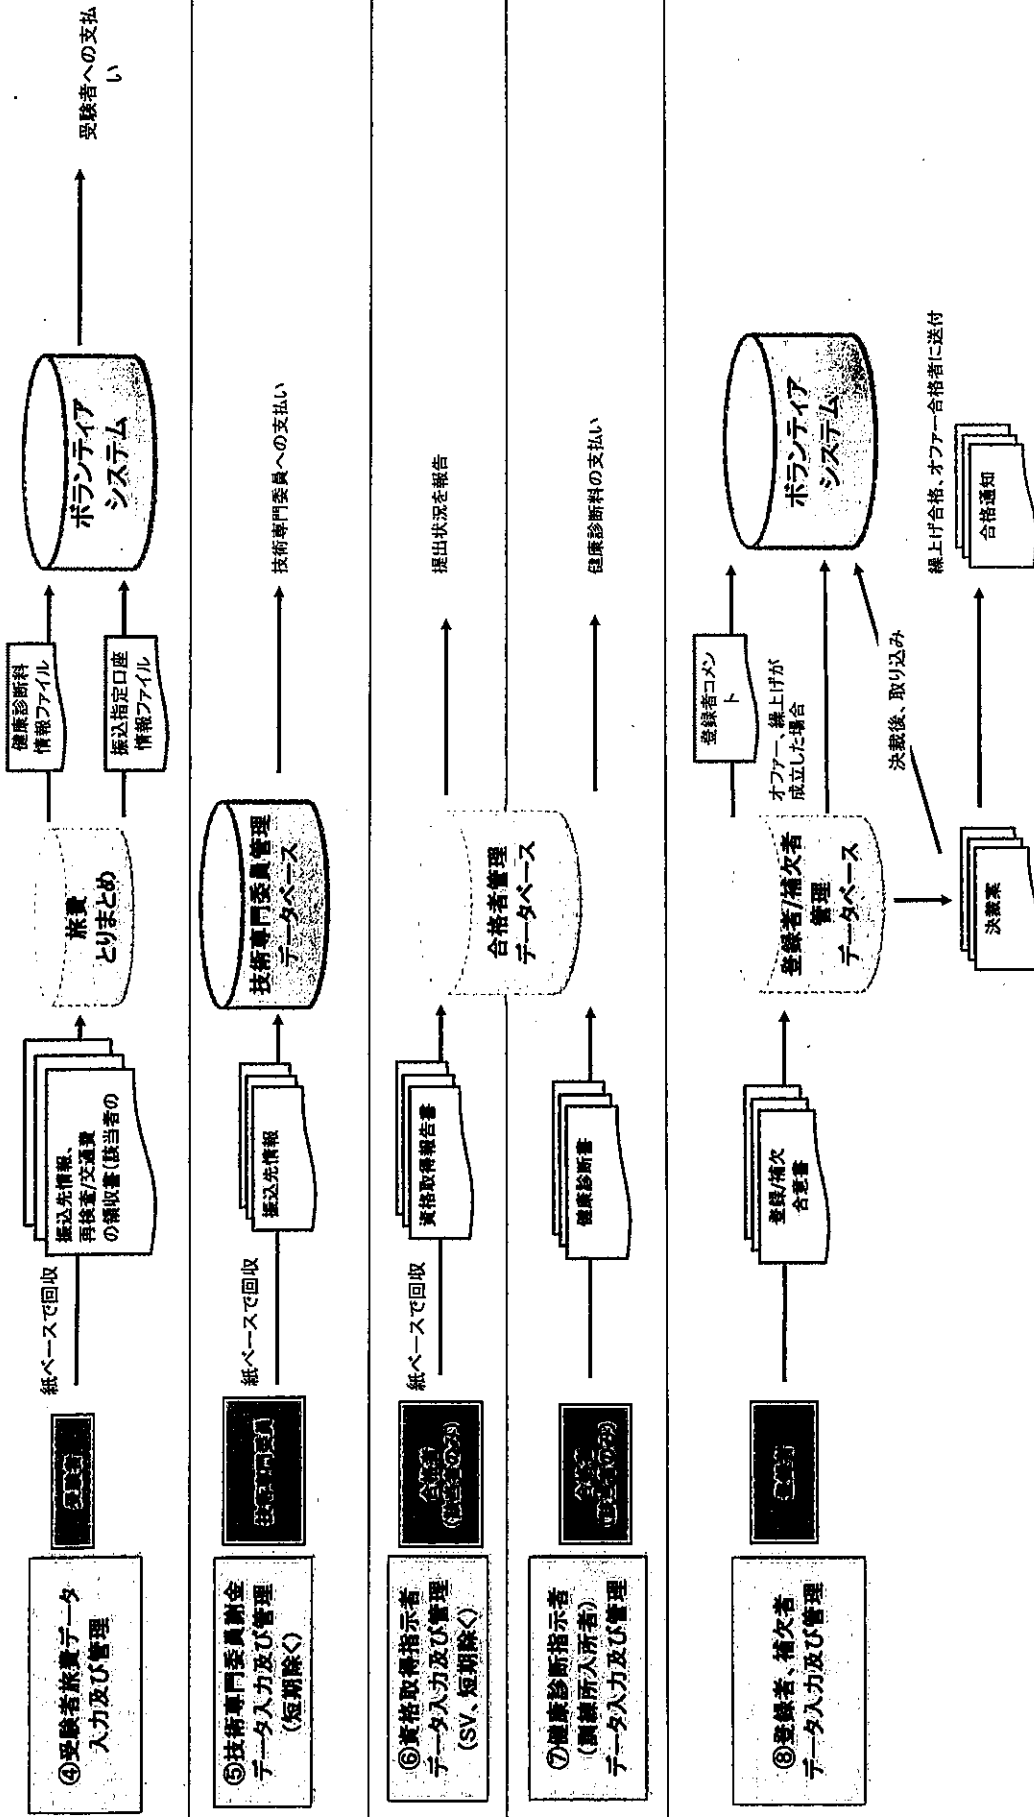 ④受験者旅費データ
入力及び管理
受験者
紙ベースで回収
振込先情報、
再検査/交通費
の領収書(該当者の
旅費
とりまとめ
健康診断料
情報ファイル
振込指定口座
情報ファイル
ボランティア
システム
受験者への支払
い
⑤技術専門委員謝金
データ入力及び管理
(短期除く)
技術専門委員
紙ベースで回収
振込先情報
技術専門委員管理
データベース
技術専門委員への支払い
⑥資格取得指示者
データ入力及び管理
(SV、短期除く)
合格者
紙ベースで回収
資格取得報告書
合格者管理
データベース
提出状況を報告
⑦健康診断指示者
(訓練所入所者)
データ入力及び管理
合格者
健康診断書
健康診断料の支払い
⑧登録者、補欠者
データ入力及び管理
登録/補欠
合意書
登録者/補欠者
管理
データベース
登録者コメン
ト
オファー、繰上げが
成立した場合
ボランティア
システム
決裁後、取り込み
決裁案
繰上げ合格、オファー合格者に送付
合格通知